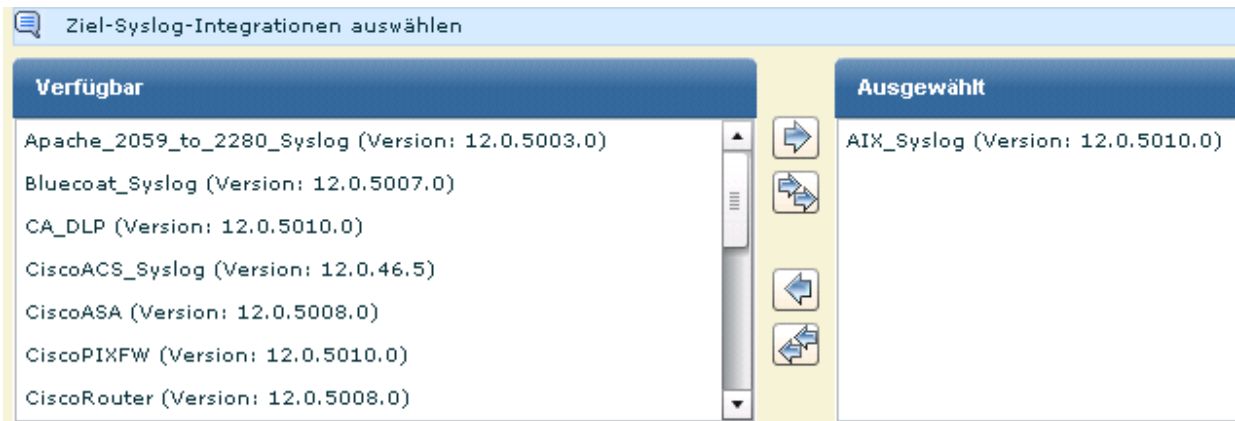 Ziel-Syslog-Integrationen auswählen
Verfügbar
Apache_2059_to_2280_Syslog (Version: 12.0.5003.0)
Bluecoat_Syslog (Version: 12.0.5007.0)
CA_DLP (Version: 12.0.5010.0)
CiscoACS_Syslog (Version: 12.0.46.5)
CiscoASA (Version: 12.0.5008.0)
CiscoPIXFW (Version: 12.0.5010.0)
CiscoRouter (Version: 12.0.5008.0)
Ausgewählt
AIX_Syslog (Version: 12.0.5010.0)